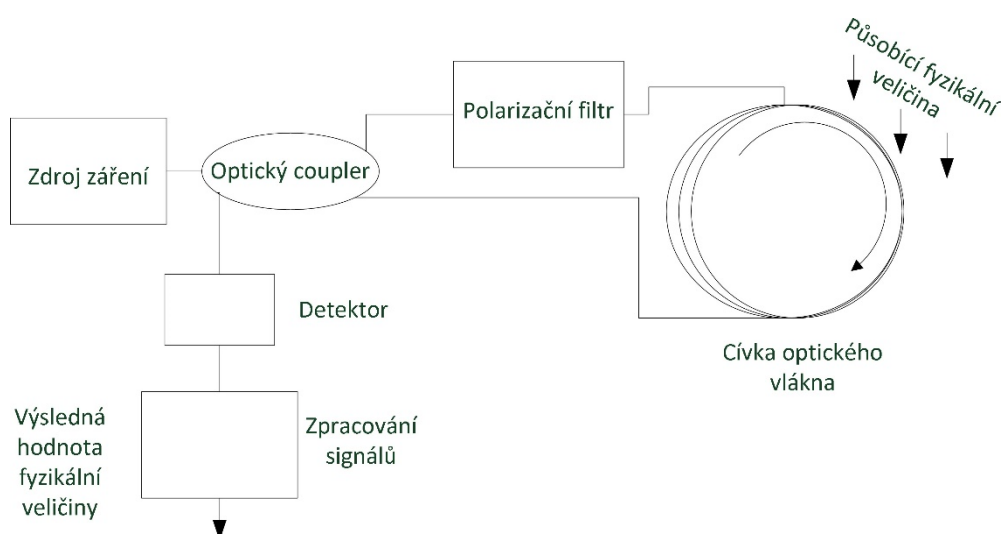 Působící fyzikální
veličina
Polarizační filtr
Zdroj záření
Optický coupler
Detektor
Cívka optického
vlákna
Výsledná
hodnota
fyzikální
veličiny
Zpracování
signálů